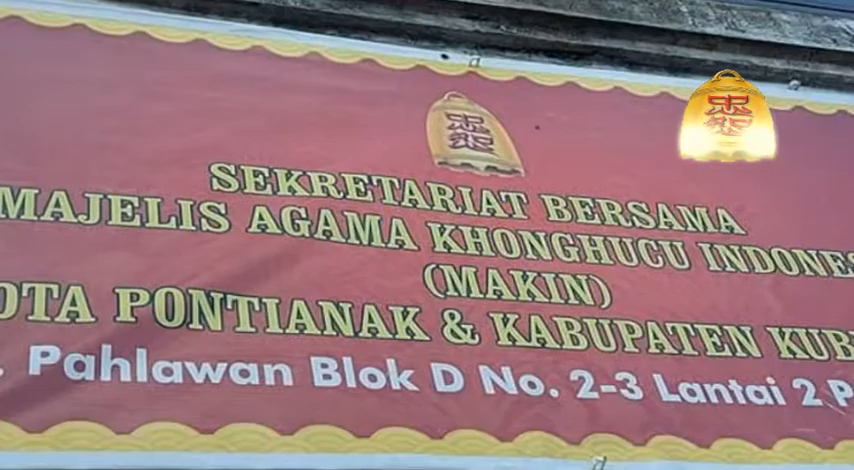 SEKRETARIAT BERSAMA
MAJELIS AGAMA KHONGHUCU INDONES
(MAKIN)
OTA PONTIANAK & KABUPATEN KUB
. Pahlawan Blok D No. 2-3 Lantai 2 P